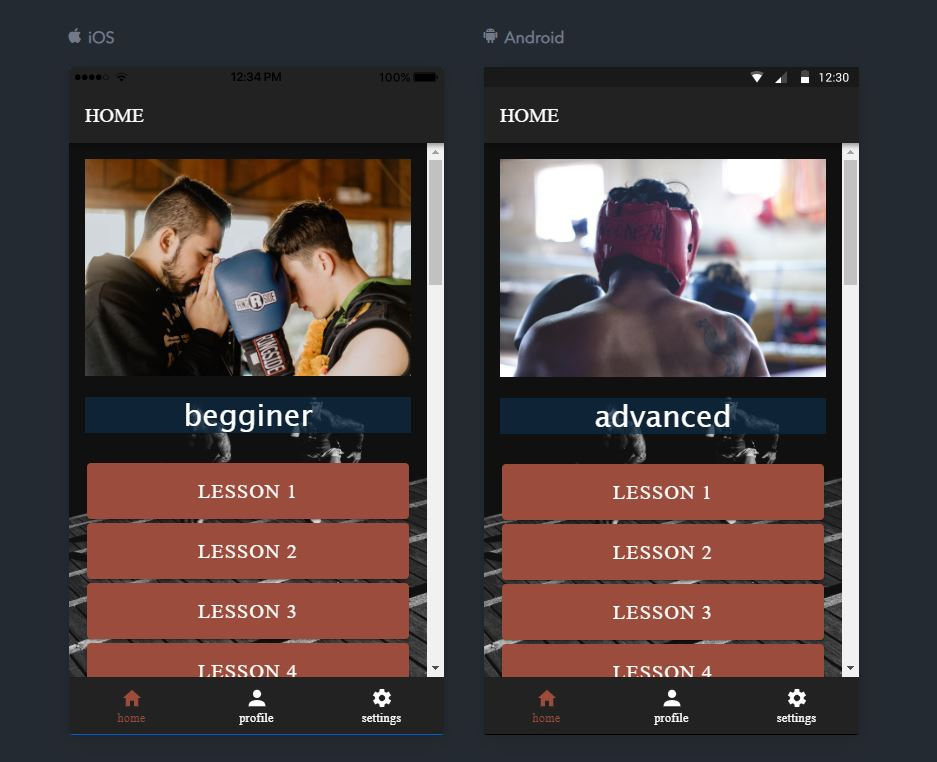 iOS
12:34 PM 100%
HOME
RINGSIDE
begginer
LESSON 1
LESSON 2
LESSON 3
LESSON 4
home profile settings
Android
12:30
HOME
advanced
LESSON 1
LESSON 2
LESSON 3
LESSON 4
home profile settings